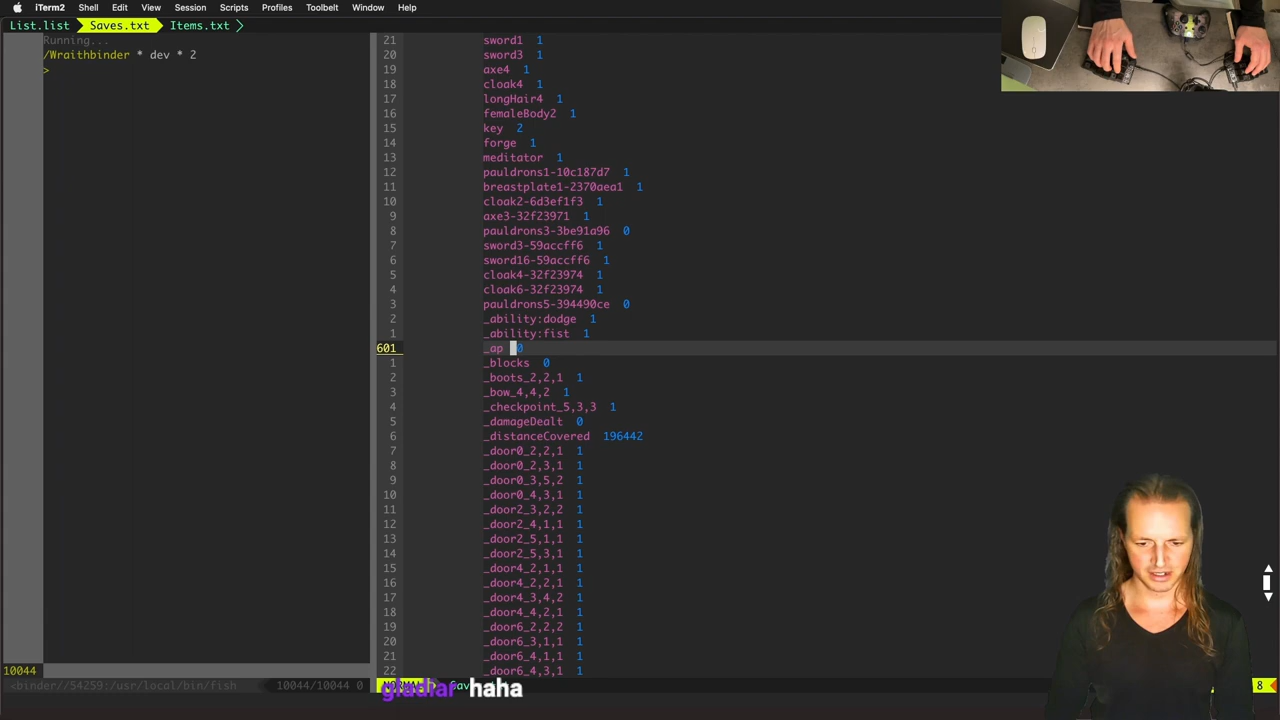 iTerm2 Shell Edit View Session Scripts Profiles Toolbelt Window Help
List.list Saves.txt Items.txt
Running...
/Wraithbinder * dev * 2
>
10044
<binder//54259:/usr/local/bin/fish 10044/10044 0
21 sword1 1
20 sword3 1
19 axe4 1
18 cloak4 1
17 longHair4 1
16 femaleBody2 1
15 key 2
14 forge 1
13 meditator 1
12 pauldrons1-10c187d7 1
11 breastplate1-2370aea1 1
10 cloak2-6d3ef1f3 1
9 axe3-32f23971 1
8 pauldrons3-3be91a96 0
7 sword3-59accff6 1
6 sword16-59accff6 1
5 cloak4-32f23974 1
4 cloak6-32f23974 1
3 pauldrons5-394490ce 0
2 _ability:dodge 1
1 _ability:fist 1
601 _ap 0
1 _blocks 0
2 _boots_2,2,1 1
3 _bow_4,4,2 1
4 _checkpoint_5,3,3 1
5 _damageDealt 0
6 _distanceCovered 196442
7 _door0_2,2,1 1
8 _door0_2,3,1 1
9 _door0_3,5,2 1
10 _door0_4,3,1 1
11 _door2_3,2,2 1
12 _door2_4,1,1 1
13 _door2_5,1,1 1
14 _door2_5,3,1 1
15 _door4_2,1,1 1
16 _door4_2,2,1 1
17 _door4_3,4,2 1
18 _door4_4,2,1 1
19 _door6_2,2,2 1
20 _door6_3,1,1 1
21 _door6_4,1,1 1
22 _door6_4,3,1 1
8
haha